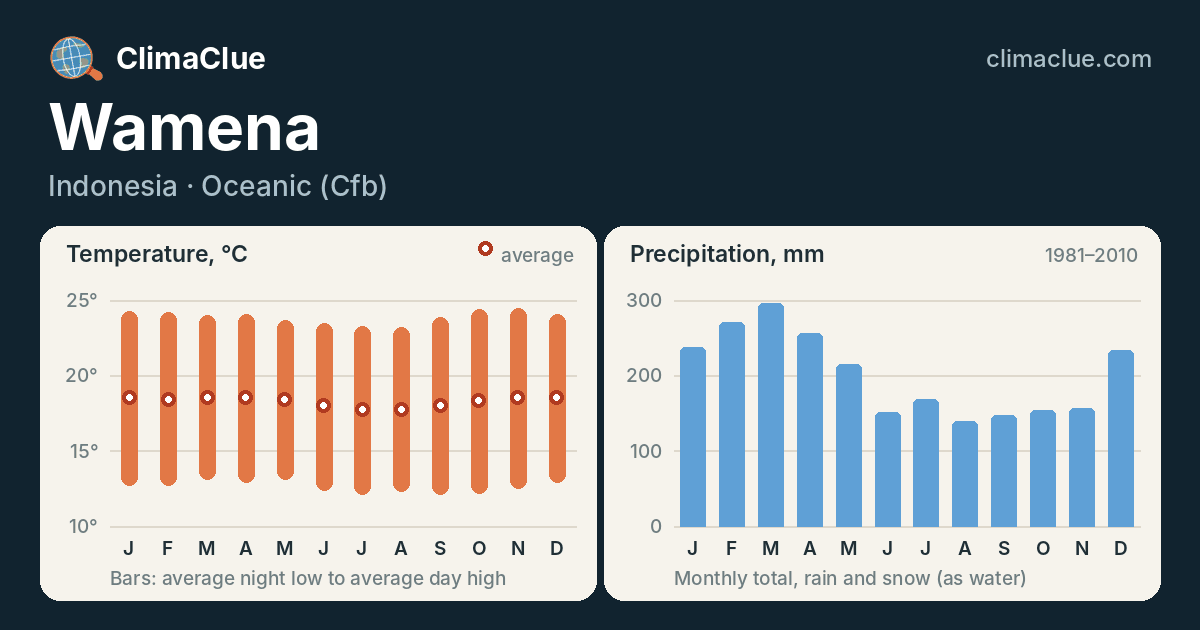 ClimaClue
climaclue.com
Wamena
Indonesia · Oceanic (Cfb)
Temperature, °C
average
25°
20°
15°
10°
J F M A M J J A S O N D
Bars: average night low to average day high
Precipitation, mm
1981–2010
300
200
100
0
J F M A M J J A S O N D
Monthly total, rain and snow (as water)